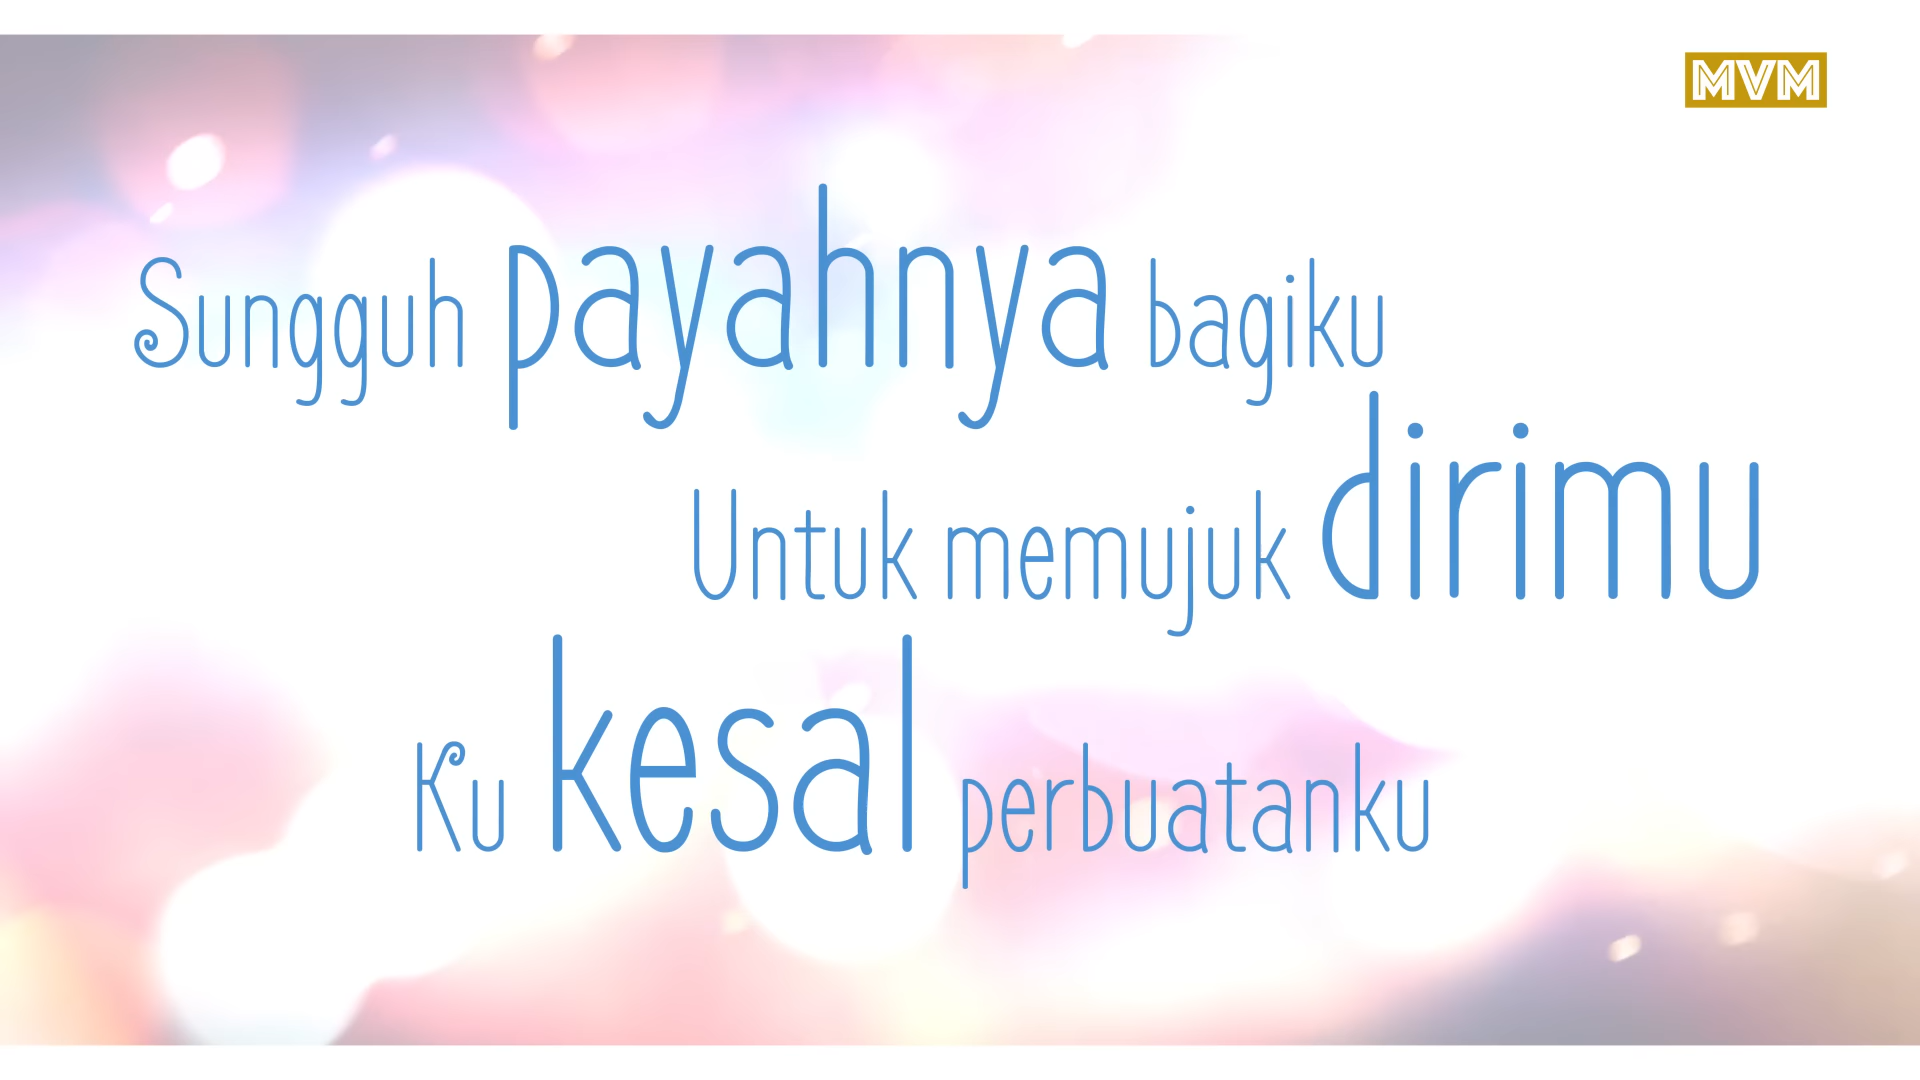 MVM
Sungguh payahnya bagiku
Untuk memujuk dirimu
Ku kesal perbuatanku